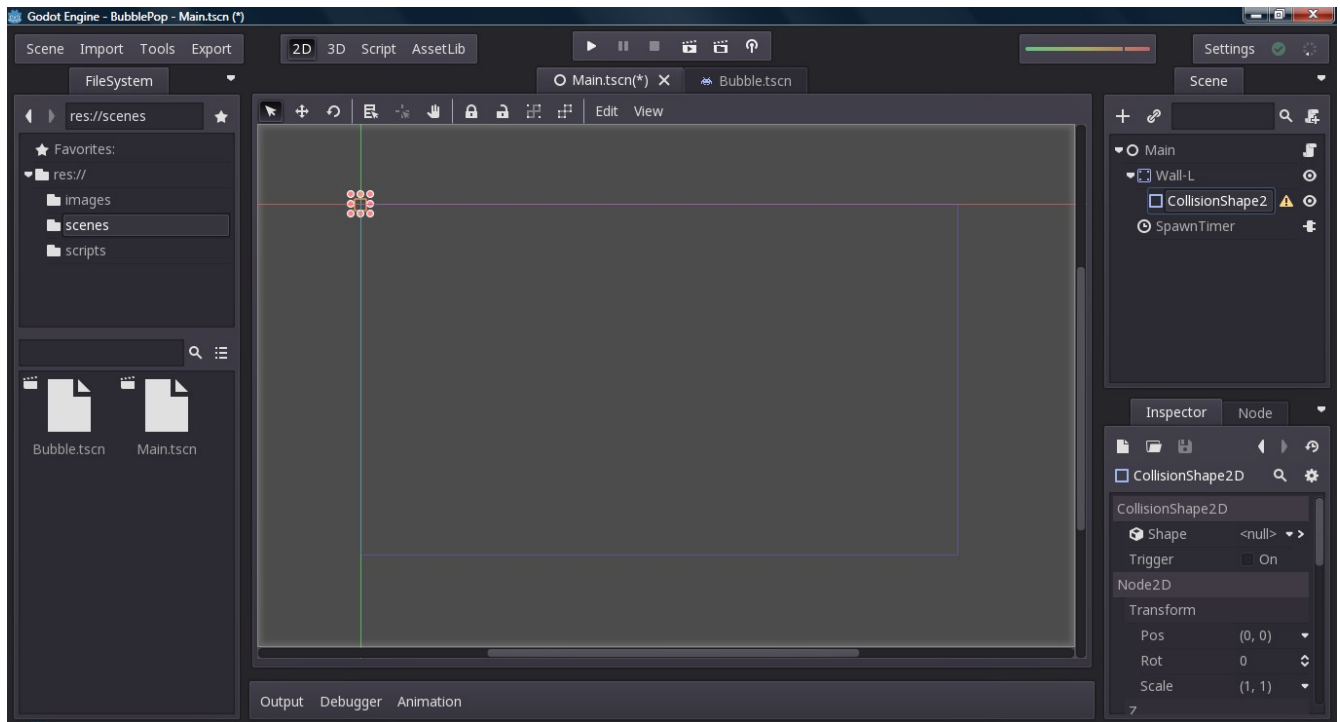 Godot Engine - BubblePop - Main.tscn (*)
Scene Import Tools Export 2D 3D Script AssetLib Settings
FileSystem Main.tscn(*) X Bubble.tscn Scene
res://scenes Edit View
Favorites: Main
res:// Wall-L
images CollisionShape2
scenes SpawnTimer
scripts
Bubble.tscn Main.tscn
Inspector Node
CollisionShape2D
CollisionShape2D
Shape <null>
Trigger On
Node2D
Transform
Pos (0, 0)
Rot 0
Scale (1, 1)
Z
Output Debugger Animation